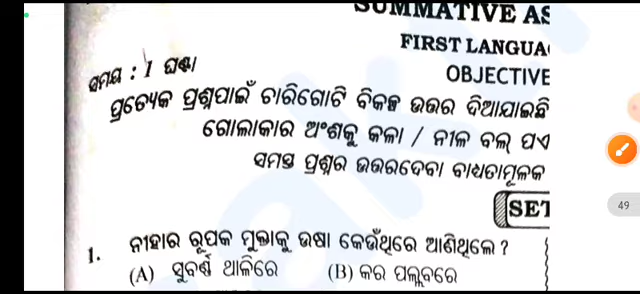 SUMMATIVE AS
FIRST LANGUA
ସମୟ : 1 ଘଣ୍ଟା
OBJECTIVE
ପ୍ରତ୍ୟେକ ପ୍ରଶ୍ନପାଇଁ ଚାରିଗୋଟି ବିକଳ୍ପ ଉତ୍ତର ଦିଆଯାଇଛି
ଗୋଲାକାର ଅଂଶକୁ କଳା / ନୀଳ ବଲ୍ ପଏ
ସମସ୍ତ ପ୍ରଶ୍ନର ଉତ୍ତରଦେବା ବାଧ୍ୟତାମୂଳକ
SET
1. ନୀହାର ରୂପକ ମୁକ୍ତାକୁ ଉଷା କେଉଁଥିରେ ଆଣିଥିଲେ ?
(A) ସୁବର୍ଣ୍ଣ ଥାଳିରେ (B) କର ପଲ୍ଲବରେ
49